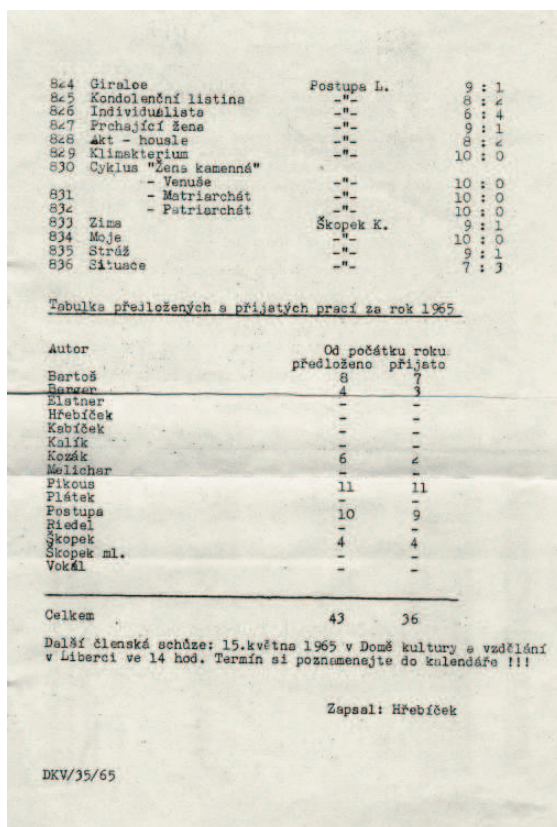 824 Giraloe Postupa L. 9 : 1
825 Kondolenční listina -"- 8 : 2
826 Individualista -"- 6 : 4
827 Prchající žena -"- 9 : 1
828 Akt - housle -"- 8 : 2
829 Klimakterium -"- 10 : 0
830 Cyklus "Žena kamenná"
- Venuše -"- 10 : 0
831 - Matriarchát -"- 10 : 0
832 - Patriarchát -"- 10 : 0
833 Zima Škopek K. 9 : 1
834 Moje -"- 10 : 0
835 Stráž -"- 9 : 1
836 Situace -"- 7 : 3
Tabulka předložených a přijatých prací za rok 1965
Autor Od počátku roku
předloženo přijato
Bartoš 8 7
Berger 4 3
Elstner - -
Hřebíček - -
Kabíček - -
Kalík - -
Kozák 6 2
Melichar - -
Pikous 11 11
Plátek - -
Postupa 10 9
Riedel - -
Škopek 4 4
Škopek ml. - -
Vokál - -
Celkem 43 36
Další členská schůze: 15.května 1965 v Domě kultury a vzdělání
v Liberci ve 14 hod. Termín si poznamenejte do kalendáře !!!
Zapsal: Hřebíček
DKV/35/65